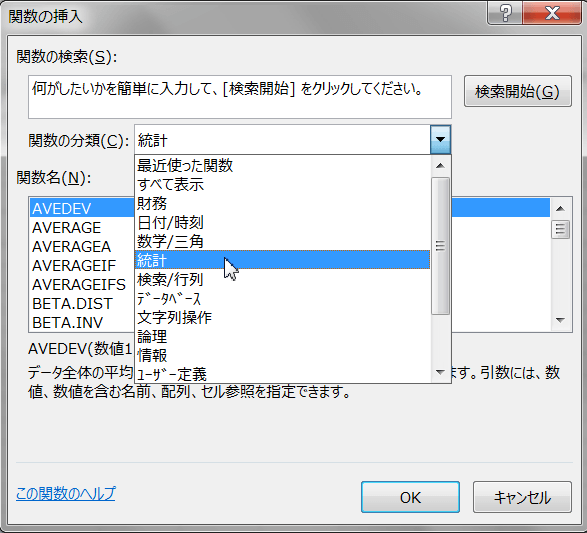 関数の挿入
関数の検索(S):
何がしたいかを簡単に入力して、[検索開始] をクリックしてください。
検索開始(G)
関数の分類(C):
統計
最近使った関数
すべて表示
財務
日付/時刻
数学/三角
統計
検索/行列
ﾃﾞｰﾀﾍﾞｰｽ
文字列操作
論理
情報
ﾕｰｻﾞｰ定義
関数名(N):
AVEDEV
AVERAGE
AVERAGEA
AVERAGEIF
AVERAGEIFS
BETA.DIST
BETA.INV
AVEDEV(数値1
データ全体の平均 ます。引数には、数
値、数値を含む名前、配列、セル参照を指定できます。
この関数のヘルプ
OK
キャンセル